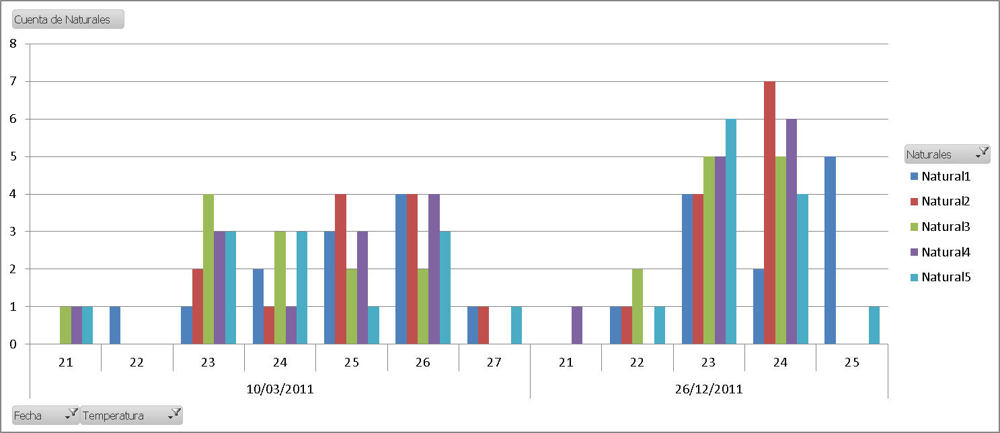 Cuenta de Naturales
8
7
6
5
4
3
2
1
0
21 22 23 24 25 26 27 21 22 23 24 25
10/03/2011 26/12/2011
Fecha Temperatura
Naturales
Natural1
Natural2
Natural3
Natural4
Natural5